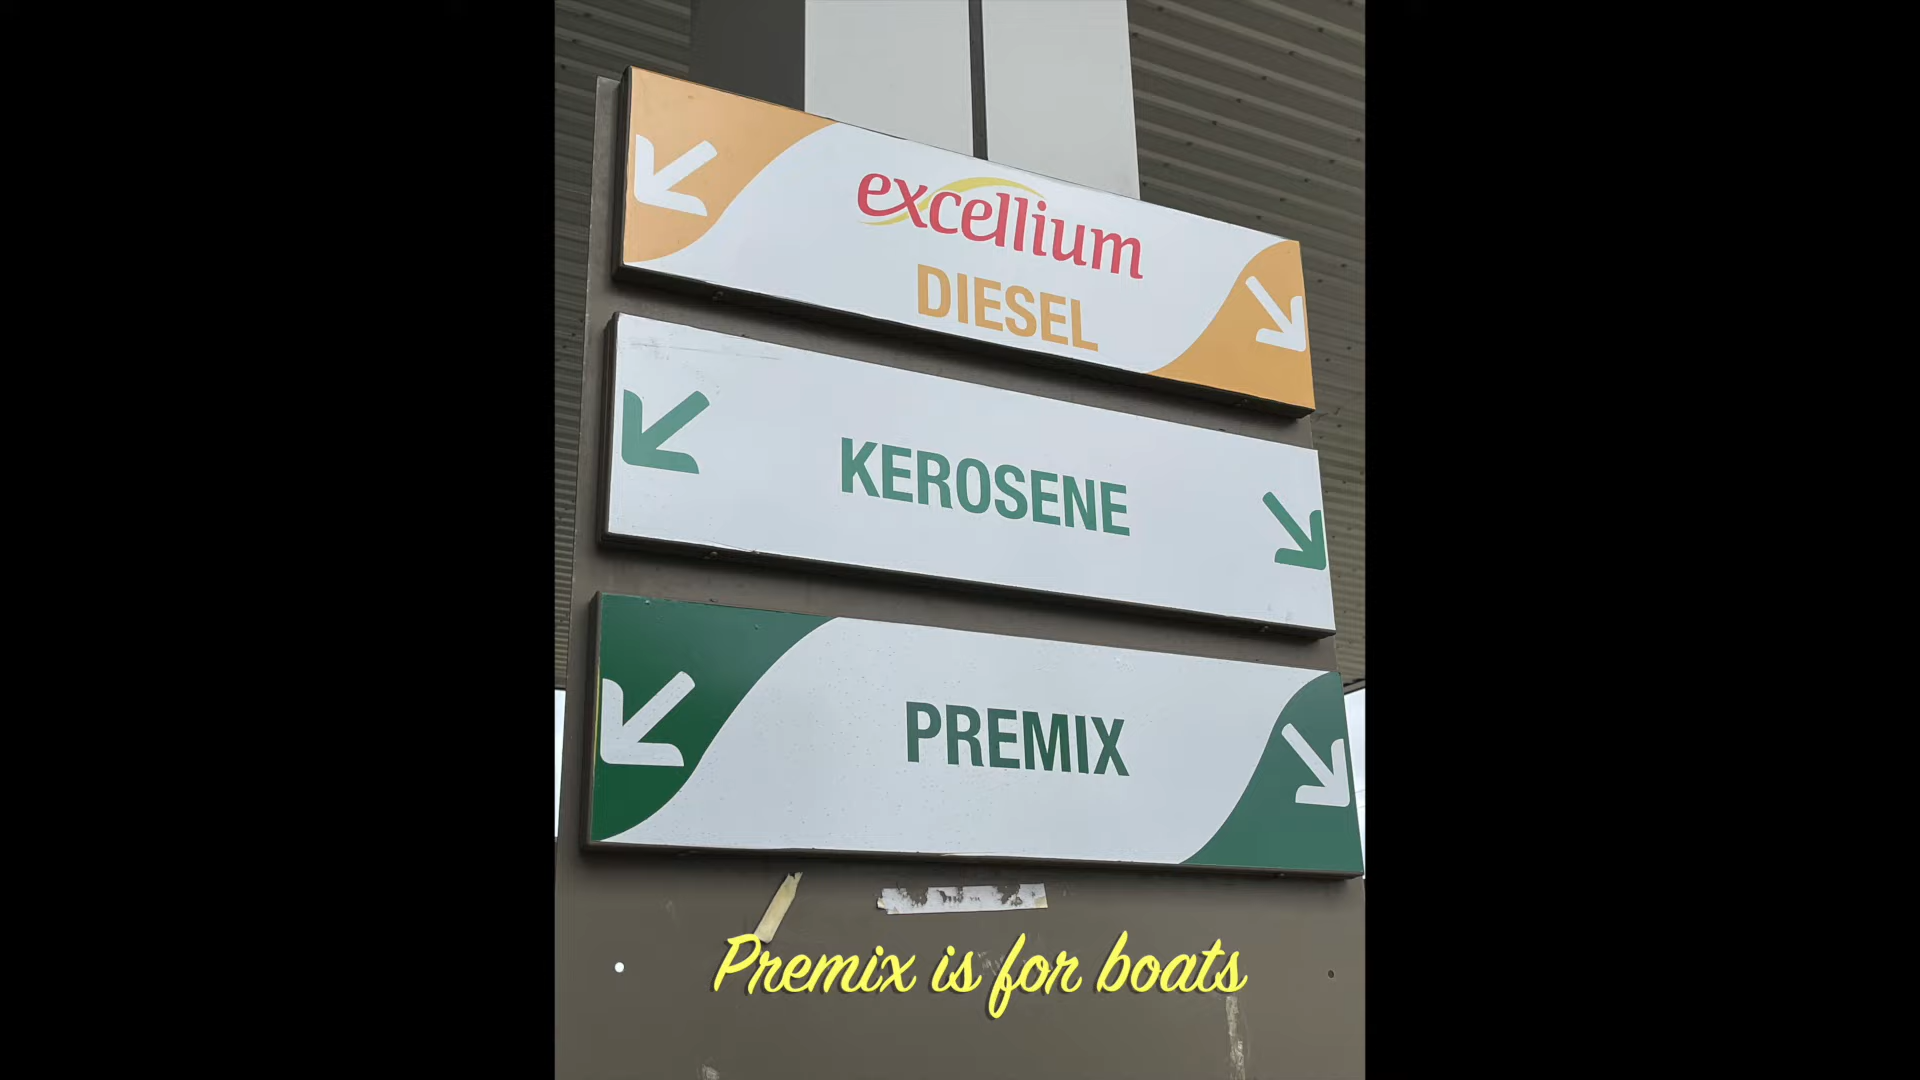 excellium
DIESEL
KEROSENE
PREMIX
Premix is for boats